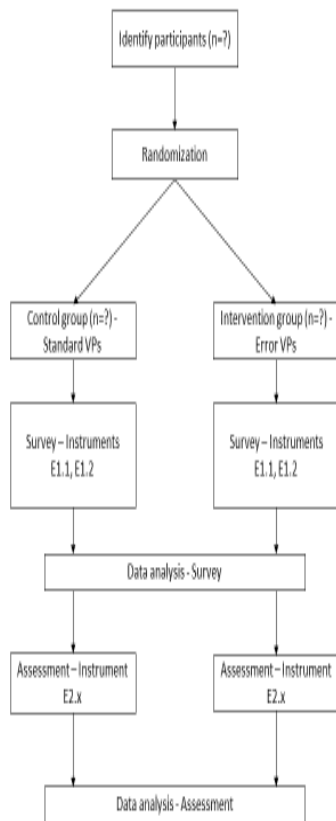 Identify participants (n=?)
Randomization
Control group (n=?) -
Standard VPs
Intervention group (n=?) -
Error VPs
Survey – Instruments
E1.1, E1.2
Survey – Instruments
E1.1, E1.2
Data analysis - Survey
Assessment – Instrument
E2.x
Assessment – Instrument
E2.x
Data analysis - Assessment